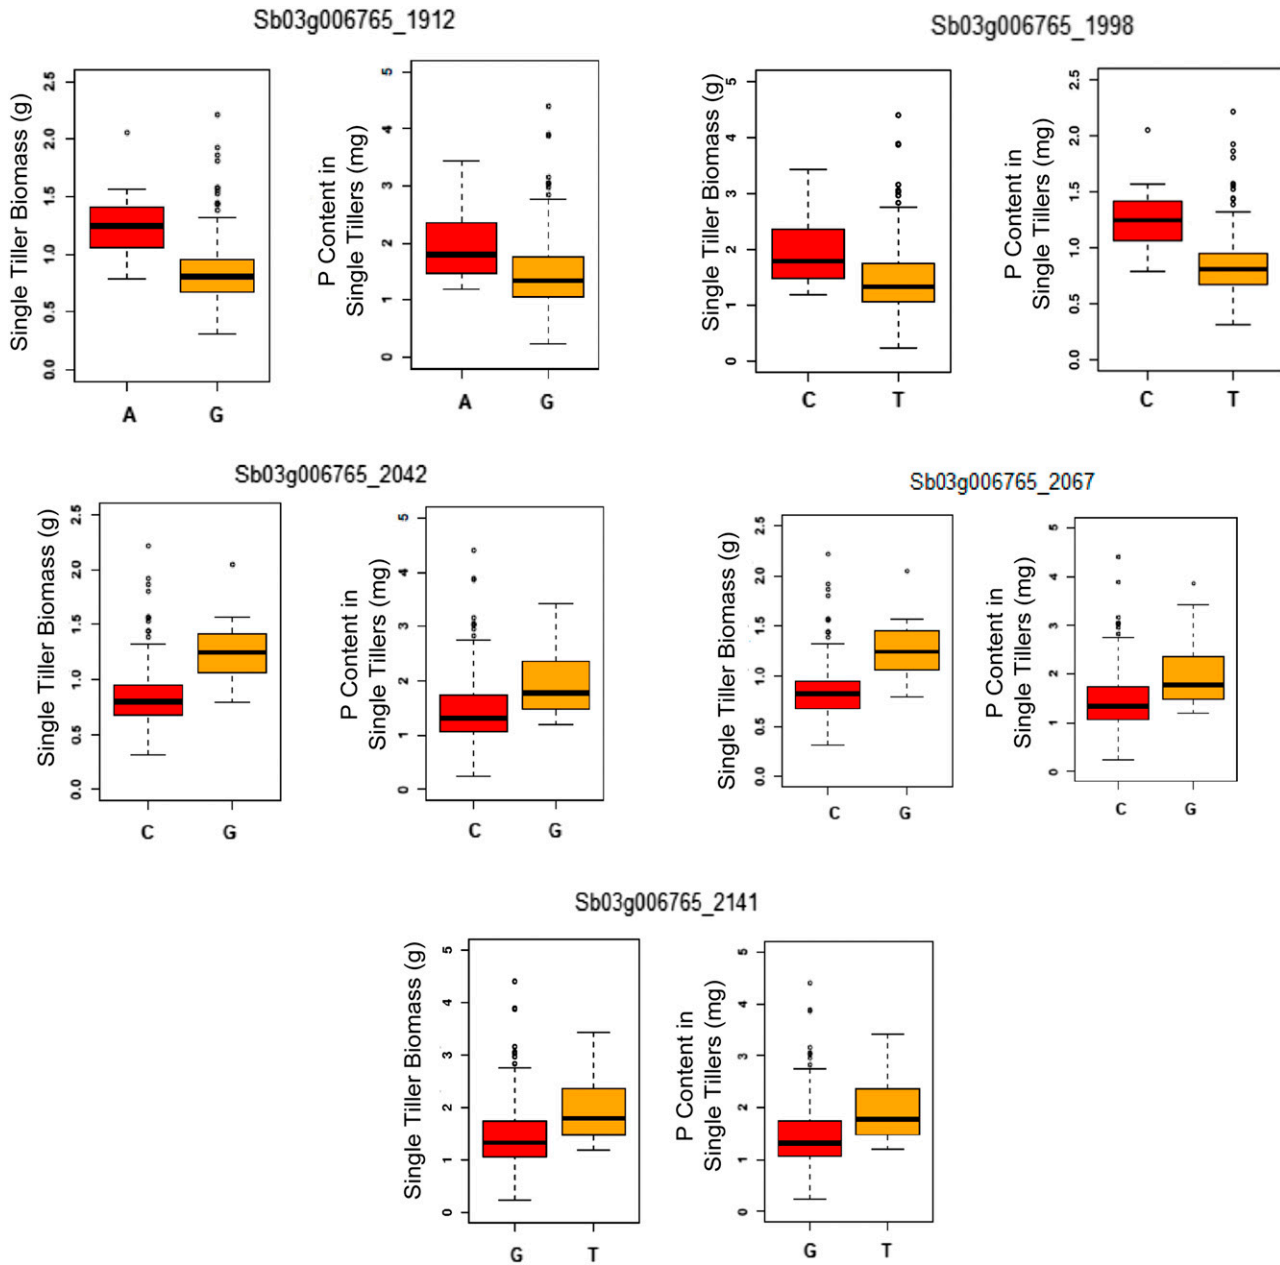 Sb03g006765_1912
Single Tiller Biomass (g)
2.5
2.0
1.5
1.0
0.5
0.0
A G
P Content in
Single Tillers (mg)
5
4
3
2
1
0
A G
Sb03g006765_1998
Single Tiller Biomass (g)
5
4
3
2
1
0
C T
P Content in
Single Tillers (mg)
2.5
2.0
1.5
1.0
0.5
0.0
C T
Sb03g006765_2042
Single Tiller Biomass (g)
2.5
2.0
1.5
1.0
0.5
0.0
C G
P Content in
Single Tillers (mg)
5
4
3
2
1
0
C G
Sb03g006765_2067
Single Tiller Biomass (g)
2.5
2.0
1.5
1.0
0.5
0.0
C G
P Content in
Single Tillers (mg)
5
4
3
2
1
0
C G
Sb03g006765_2141
Single Tiller Biomass (g)
5
4
3
2
1
0
G T
P Content in
Single Tillers (mg)
5
4
3
2
1
0
G T